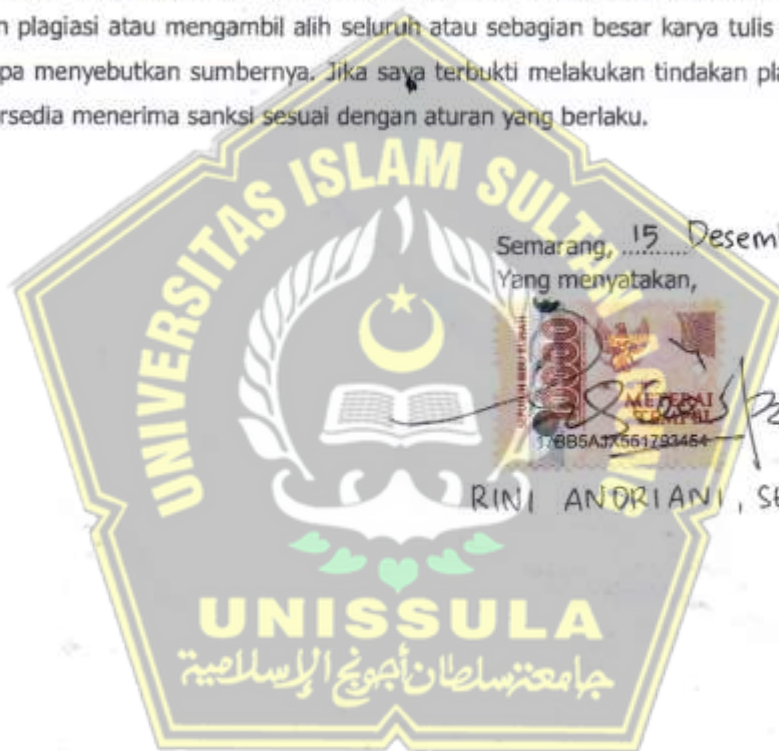 n plagiasi atau mengambil alih seluruh atau sebagian besar karya tulis
pa menyebutkan sumbernya. Jika saya terbukti melakukan tindakan pla
rsedia menerima sanksi sesuai dengan aturan yang berlaku.
UNIVERSITAS ISLAM SULTAN AGUNG
Semarang, 15 Desem
Yang menyatakan,
METERAI
TEMPEL
RINI ANDRIANI, S
UNISSULA
جامعة سلطان أجونج الإسلامية